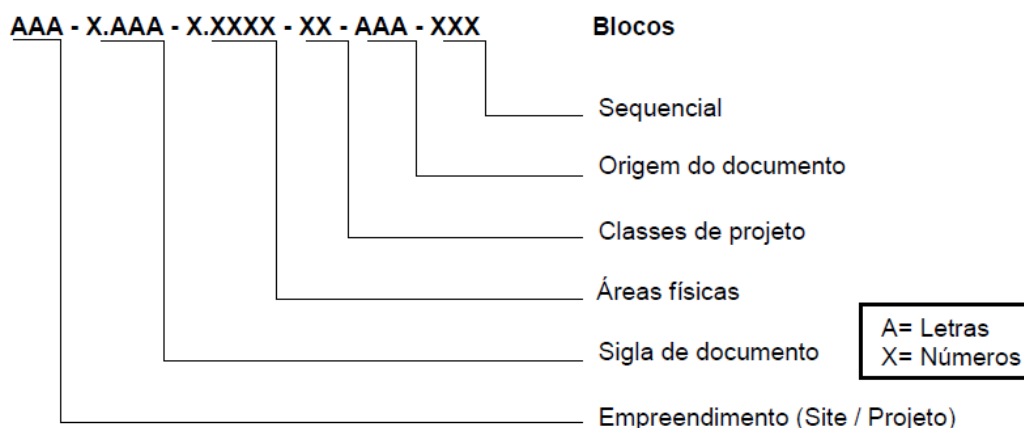 AAA - X.AAA - X.XXXX - XX - AAA - XXX Blocos
Sequencial
Origem do documento
Classes de projeto
Áreas físicas
A= Letras
X= Números
Sigla de documento
Empreendimento (Site / Projeto)